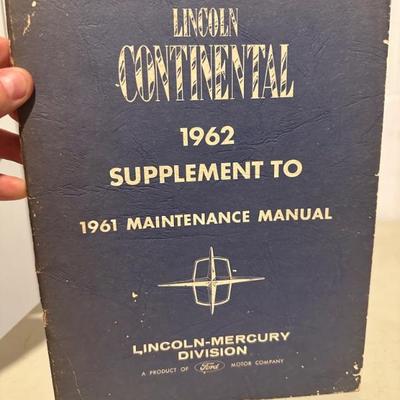 LINCOLN
CONTINENTAL
1962
SUPPLEMENT TO
1961 MAINTENANCE MANUAL
LINCOLN-MERCURY
DIVISION
A PRODUCT OF Ford MOTOR COMPANY